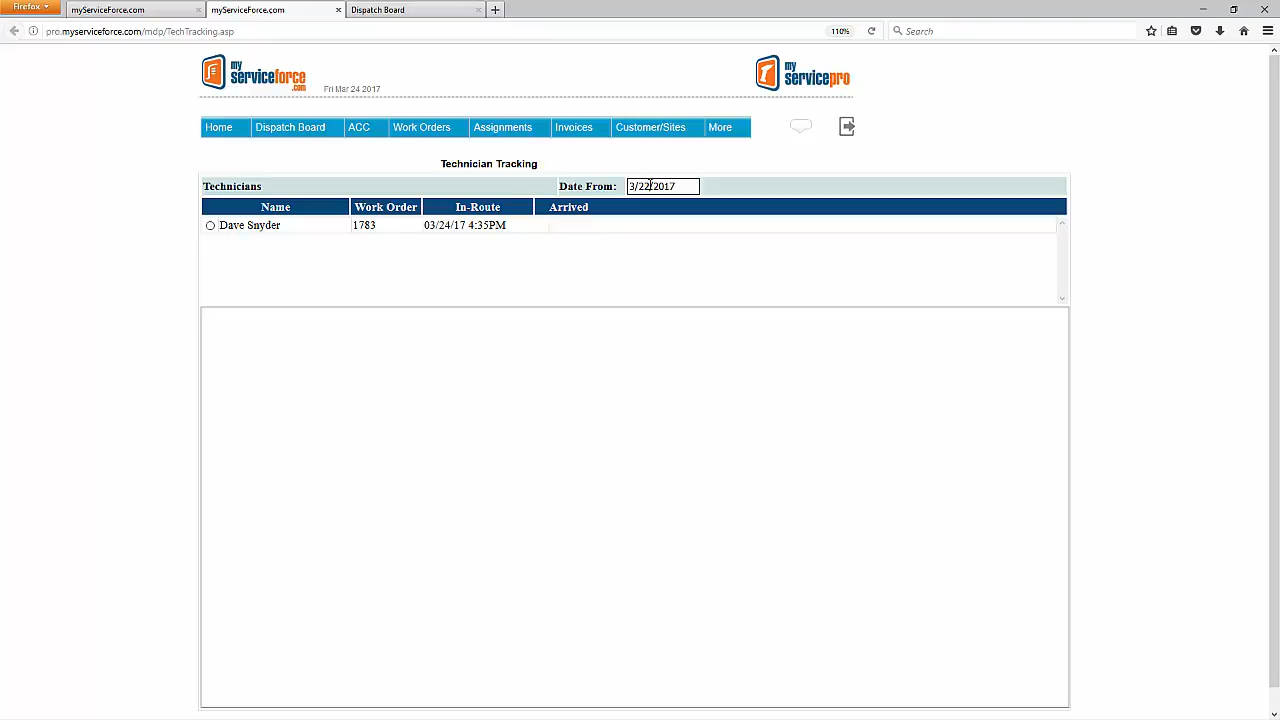 Firefox
myServiceForce.com
myServiceForce.com
Dispatch Board
pro.myserviceforce.com/mdp/TechTracking.asp
110%
Search
my serviceforce .com
Fri Mar 24 2017
my servicepro
Home Dispatch Board ACC Work Orders Assignments Invoices Customer/Sites More
Technician Tracking
Technicians Date From: 3/22/2017
Name Work Order In-Route Arrived
Dave Snyder 1783 03/24/17 4:35PM